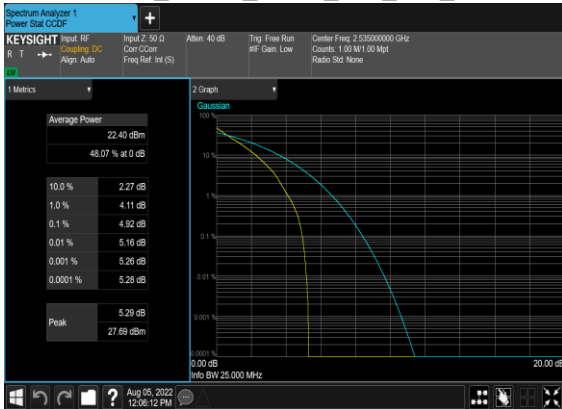 Spectrum Analyzer 1
Power Stat CCDF
KEYSIGHT
R T
LXI
Input: RF
Coupling: DC
Align: Auto
Input Z: 50 Ω
Corr CCorr
Freq Ref: Int (S)
Atten: 40 dB
Trig: Free Run
#IF Gain: Low
Center Freq: 2.535000000 GHz
Counts: 1.00 M/1.00 Mpt
Radio Std: None
1 Metrics
Average Power
22.40 dBm
48.07 % at 0 dB
10.0 % 2.27 dB
1.0 % 4.11 dB
0.1 % 4.92 dB
0.01 % 5.16 dB
0.001 % 5.26 dB
0.0001 % 5.28 dB
Peak
5.29 dB
27.69 dBm
2 Graph
Gaussian
100 %
10 %
1 %
0.1 %
0.01 %
0.001 %
0.0001 %
0.00 dB
20.00 dB
Info BW 25.000 MHz
?
Aug 05, 2022
12:06:12 PM